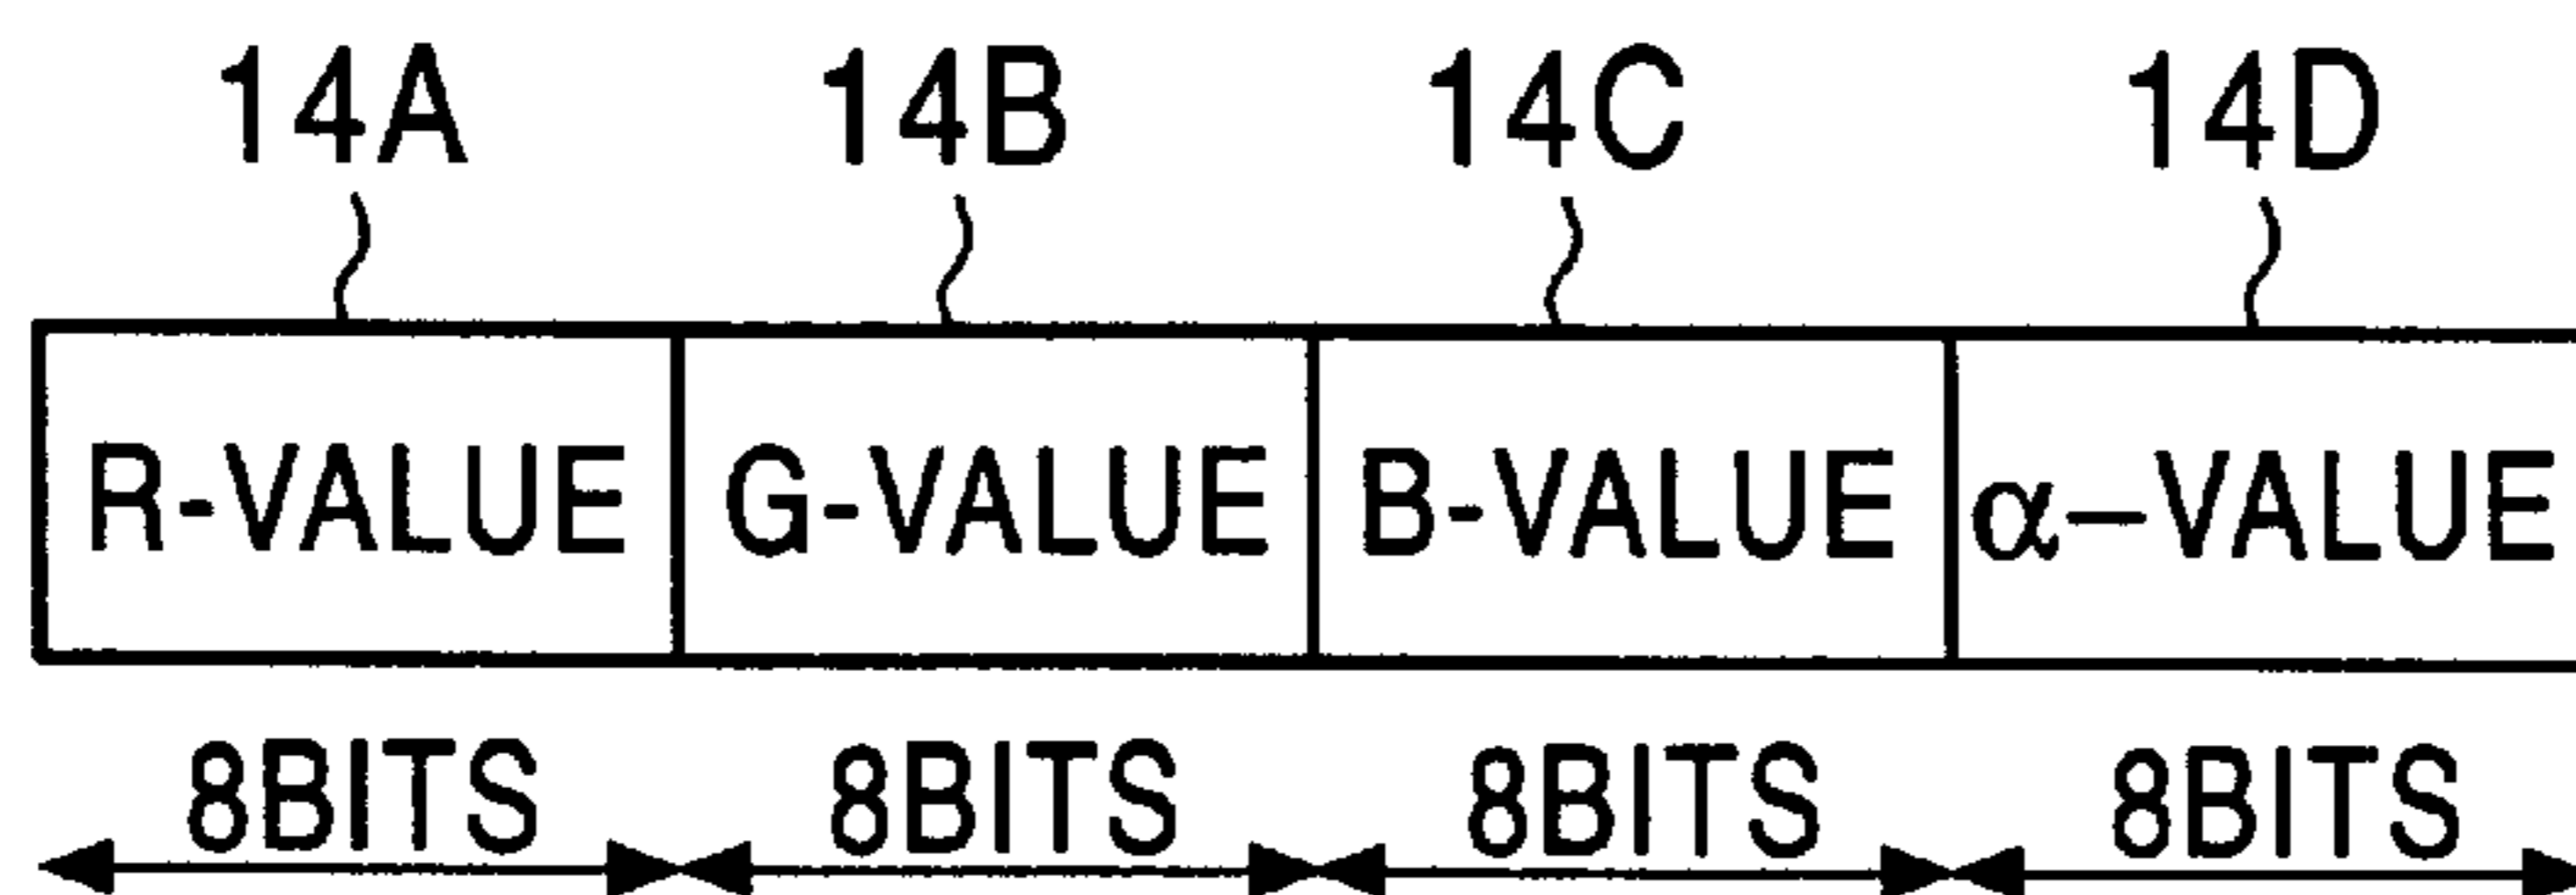 14A 14B 14C 14D
R-VALUE G-VALUE B-VALUE α-VALUE
8BITS 8BITS 8BITS 8BITS